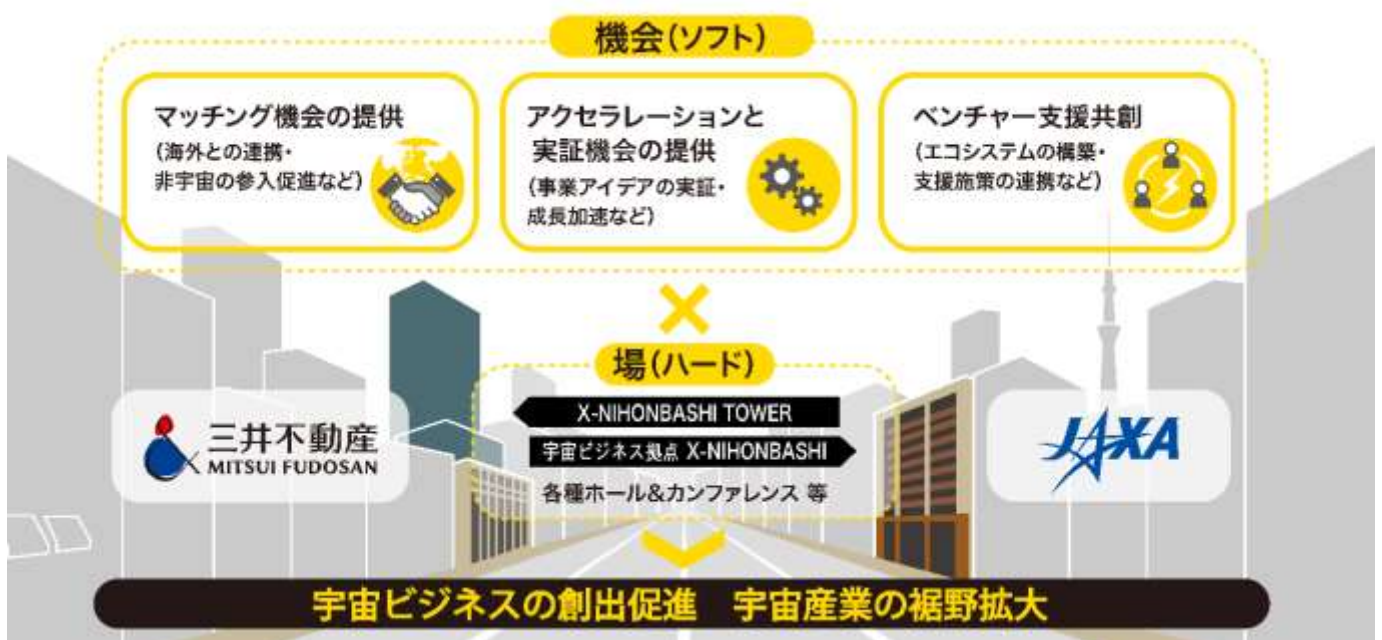 機会(ソフト)
マッチング機会の提供
(海外との連携・
非宇宙の参入促進など)
アクセラレーションと
実証機会の提供
(事業アイデアの実証・
成長加速など)
ベンチャー支援共創
(エコシステムの構築・
支援施策の連携など)
×
場(ハード)
X-NIHONBASHI TOWER
宇宙ビジネス拠点 X-NIHONBASHI
各種ホール&カンファレンス 等
三井不動産
MITSUI FUDOSAN
JAXA
宇宙ビジネスの創出促進 宇宙産業の裾野拡大